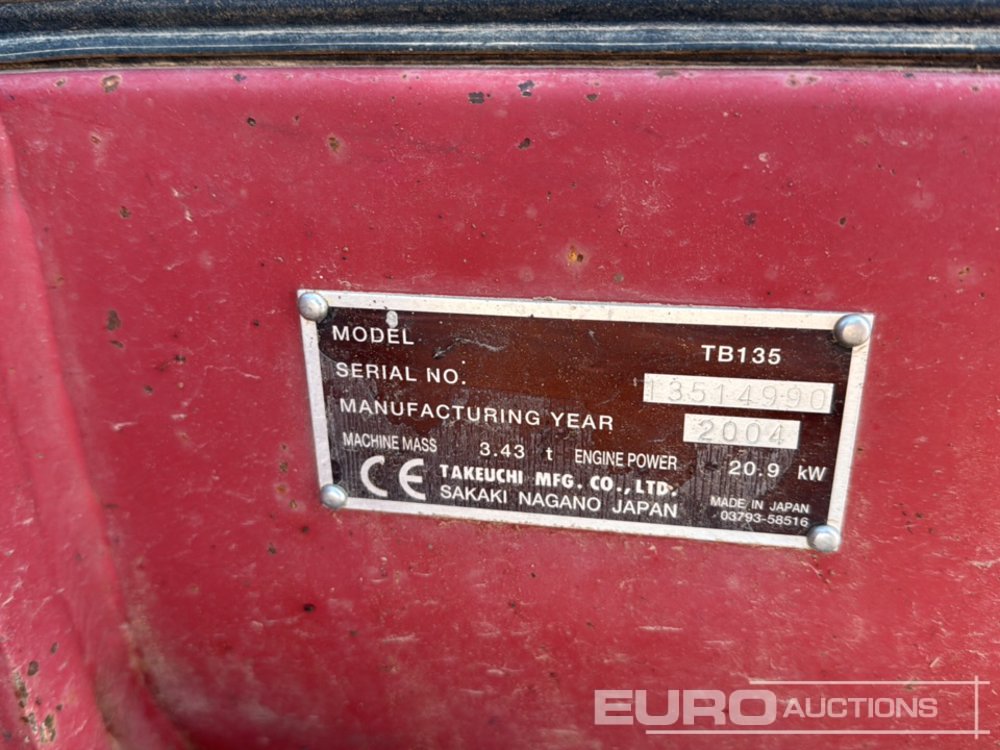 MODEL TB135
SERIAL NO. 13514990
MANUFACTURING YEAR 2004
MACHINE MASS 3.43 t ENGINE POWER 20.9 kW
CE TAKEUCHI MFG. CO., LTD.
SAKAKI NAGANO JAPAN
MADE IN JAPAN
03793-58516
EURO AUCTIONS